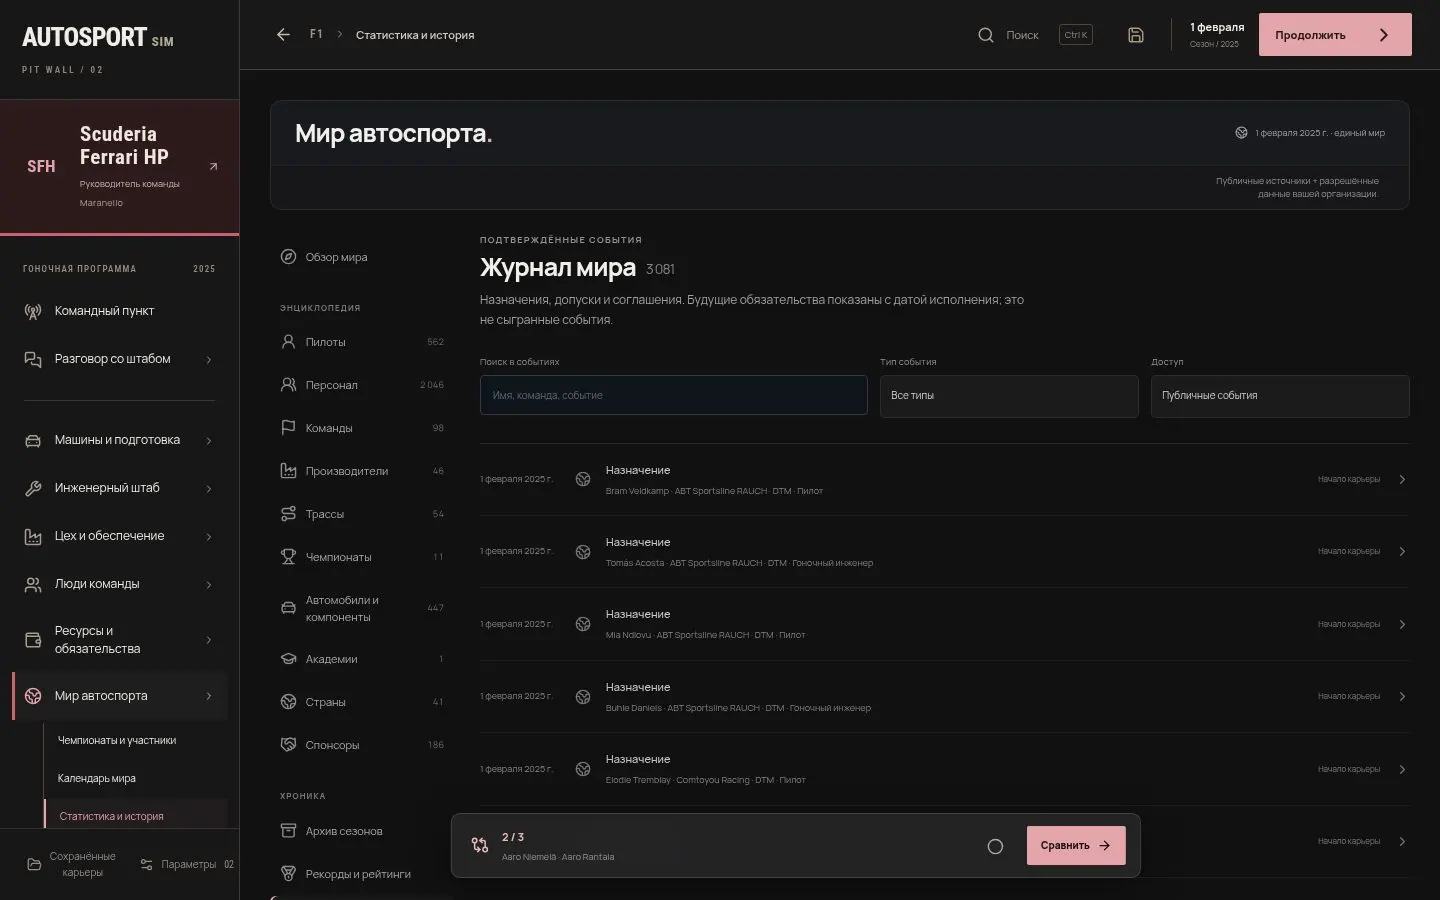 AUTOSPORT SIM
PIT WALL / 02
SFH
Scuderia
Ferrari HP
Руководитель команды
Maranello
ГОНОЧНАЯ ПРОГРАММА 2025
Командный пункт
Разговор со штабом
Машины и подготовка
Инженерный штаб
Цех и обеспечение
Люди команды
Ресурсы и
обязательства
Мир автоспорта
Чемпионаты и участники
Календарь мира
Статистика и история
Сохранённые
карьеры
Параметры 02
F1 Статистика и история
Поиск Ctrl K
1 февраля
Сезон / 2025
Продолжить
Мир автоспорта.
1 февраля 2025 г. · единый мир
Публичные источники + разрешённые
данные вашей организации.
Обзор мира
ЭНЦИКЛОПЕДИЯ
Пилоты 562
Персонал 2 046
Команды 98
Производители 46
Трассы 54
Чемпионаты 11
Автомобили и
компоненты 447
Академии 1
Страны 41
Спонсоры 186
ХРОНИКА
Архив сезонов
Рекорды и рейтинги
ПОДТВЕРЖДЁННЫЕ СОБЫТИЯ
Журнал мира 3 081
Назначения, допуски и соглашения. Будущие обязательства показаны с датой исполнения; это
не сыгранные события.
Поиск в событиях
Имя, команда, событие
Тип события
Все типы
Доступ
Публичные события
1 февраля 2025 г. Назначение Начало карьеры
Bram Veldkamp · ABT Sportsline RAUCH · DTM · Пилот
1 февраля 2025 г. Назначение Начало карьеры
Tomás Acosta · ABT Sportsline RAUCH · DTM · Гоночный инженер
1 февраля 2025 г. Назначение Начало карьеры
Mia Ndlovu · ABT Sportsline RAUCH · DTM · Пилот
1 февраля 2025 г. Назначение Начало карьеры
Buhle Daniels · ABT Sportsline RAUCH · DTM · Гоночный инженер
1 февраля 2025 г. Назначение Начало карьеры
Elodie Tremblay · Comtoyou Racing · DTM · Пилот
Начало карьеры
2 / 3
Aaro Niemelä · Aaro Rantala
Сравнить